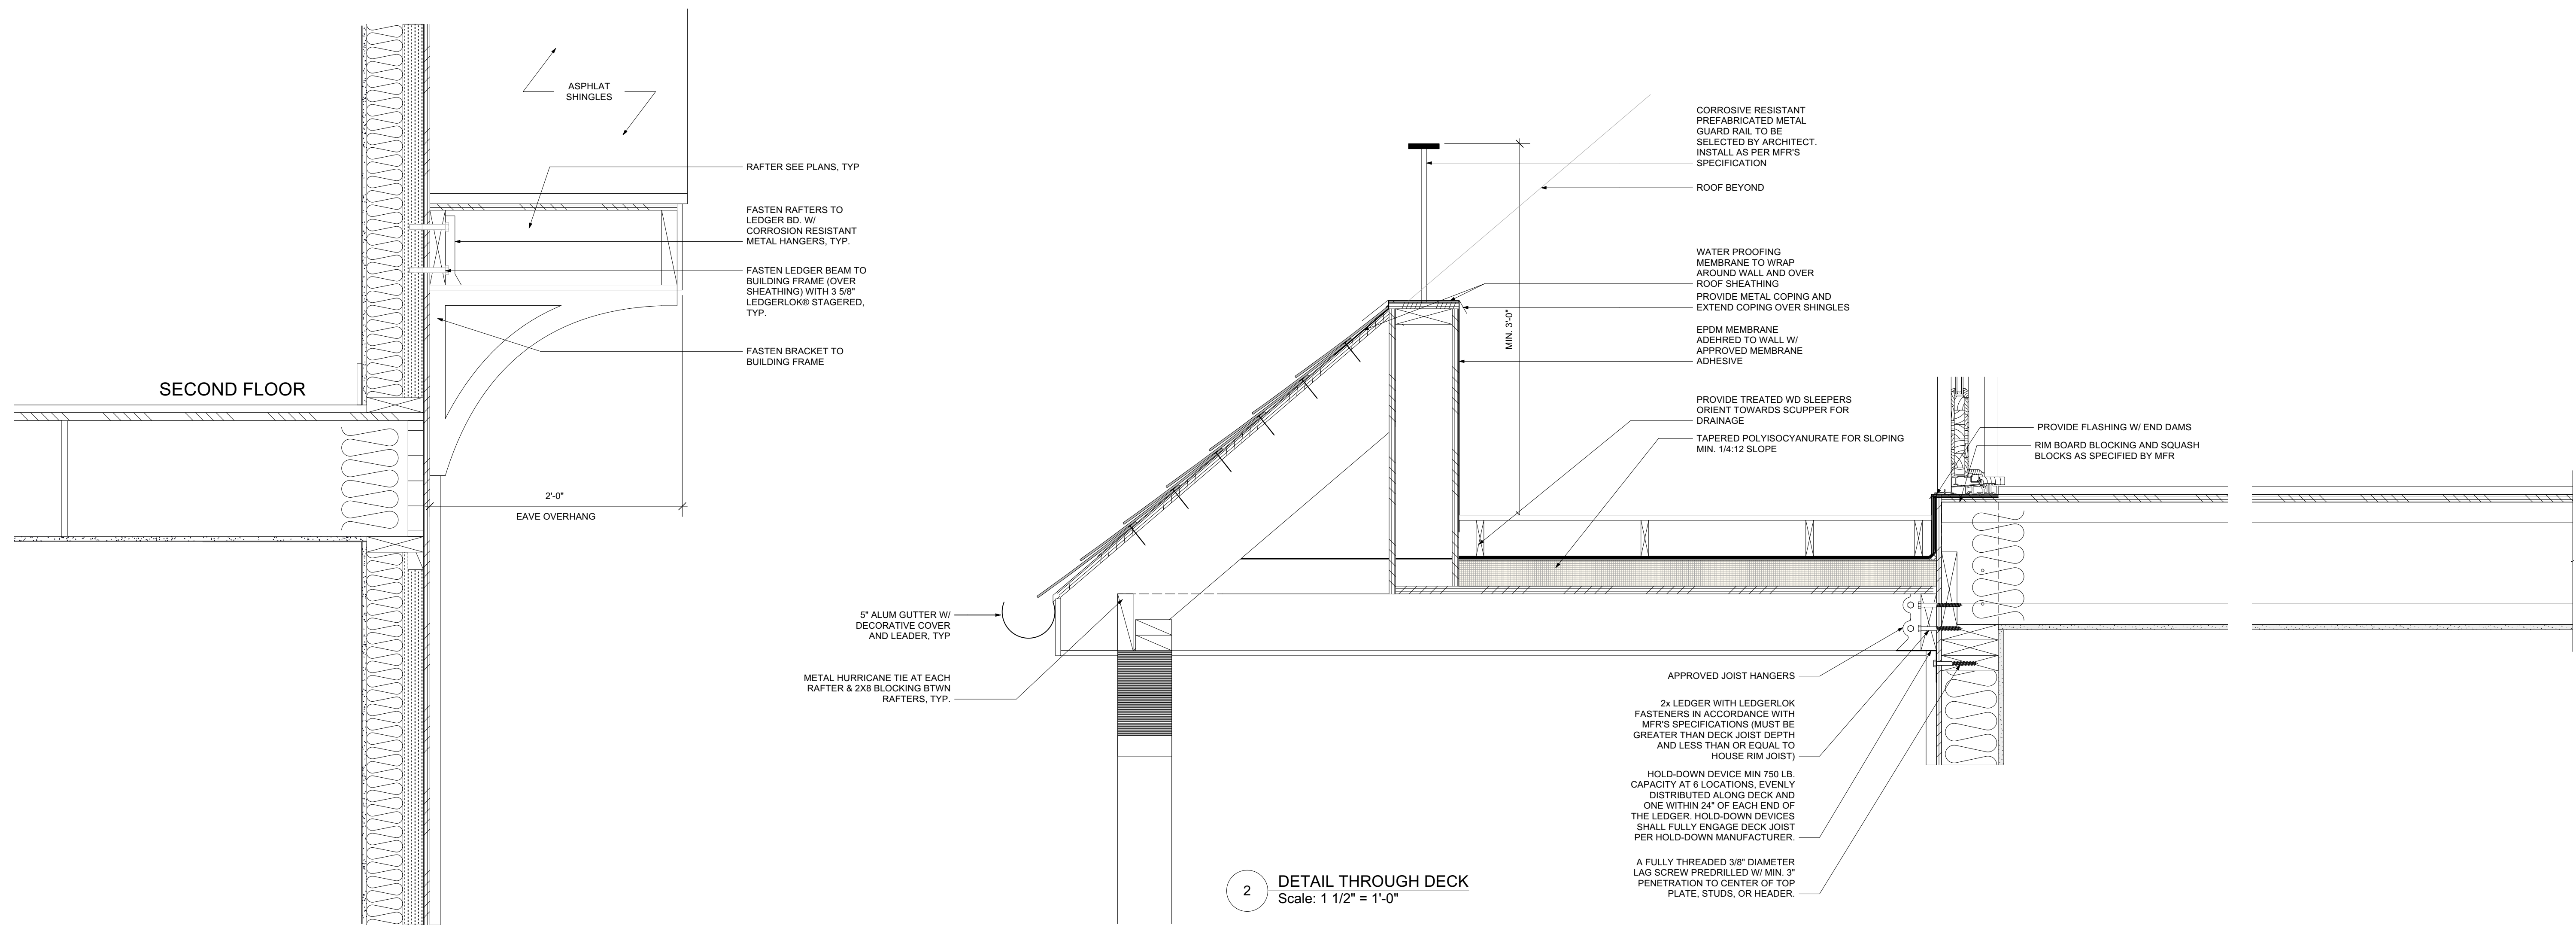 ASPHLAT
SHINGLES
RAFTER SEE PLANS, TYP
FASTEN RAFTERS TO
LEDGER BD. W/
CORROSION RESISTANT
METAL HANGERS, TYP.
FASTEN LEDGER BEAM TO
BUILDING FRAME (OVER
SHEATHING) WITH 3 5/8"
LEDGERLOK® STAGERED,
TYP.
FASTEN BRACKET TO
BUILDING FRAME
SECOND FLOOR
2'-0"
EAVE OVERHANG
CORROSIVE RESISTANT
PREFABRICATED METAL
GUARD RAIL TO BE
SELECTED BY ARCHITECT.
INSTALL AS PER MFR'S
SPECIFICATION
ROOF BEYOND
WATER PROOFING
MEMBRANE TO WRAP
AROUND WALL AND OVER
ROOF SHEATHING
PROVIDE METAL COPING AND
EXTEND COPING OVER SHINGLES
MIN. 3'-0"
EPDM MEMBRANE
ADEHRED TO WALL W/
APPROVED MEMBRANE
ADHESIVE
PROVIDE TREATED WD SLEEPERS
ORIENT TOWARDS SCUPPER FOR
DRAINAGE
TAPERED POLYISOCYANURATE FOR SLOPING
MIN. 1/4:12 SLOPE
PROVIDE FLASHING W/ END DAMS
RIM BOARD BLOCKING AND SQUASH
BLOCKS AS SPECIFIED BY MFR
5" ALUM GUTTER W/
DECORATIVE COVER
AND LEADER, TYP
METAL HURRICANE TIE AT EACH
RAFTER & 2X8 BLOCKING BTWN
RAFTERS, TYP.
APPROVED JOIST HANGERS
2x LEDGER WITH LEDGERLOK
FASTENERS IN ACCORDANCE WITH
MFR'S SPECIFICATIONS (MUST BE
GREATER THAN DECK JOIST DEPTH
AND LESS THAN OR EQUAL TO
HOUSE RIM JOIST)
HOLD-DOWN DEVICE MIN 750 LB.
CAPACITY AT 6 LOCATIONS, EVENLY
DISTRIBUTED ALONG DECK AND
ONE WITHIN 24" OF EACH END OF
THE LEDGER. HOLD-DOWN DEVICES
SHALL FULLY ENGAGE DECK JOIST
PER HOLD-DOWN MANUFACTURER.
A FULLY THREADED 3/8" DIAMETER
LAG SCREW PREDRILLED W/ MIN. 3"
PENETRATION TO CENTER OF TOP
PLATE, STUDS, OR HEADER.
2
DETAIL THROUGH DECK
Scale: 1 1/2" = 1'-0"